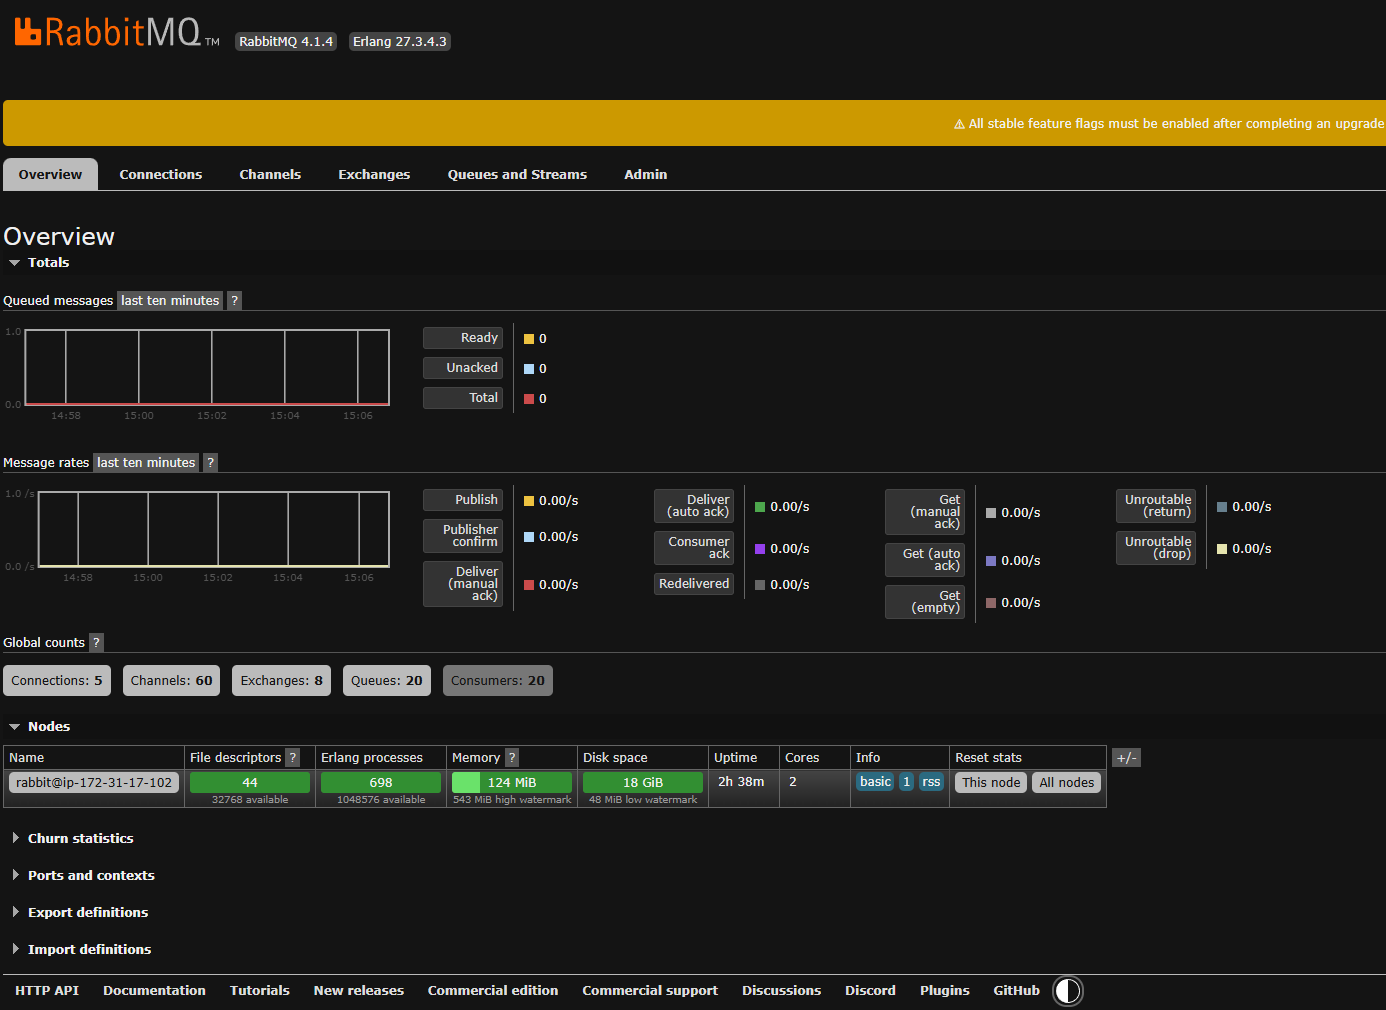 RabbitMQ TM RabbitMQ 4.1.4 Erlang 27.3.4.3
⚠ All stable feature flags must be enabled after completing an upgrade
Overview Connections Channels Exchanges Queues and Streams Admin
Overview
Totals
Queued messages last ten minutes ?
1.0
0.0
14:58 15:00 15:02 15:04 15:06
Ready 0
Unacked 0
Total 0
Message rates last ten minutes ?
1.0 /s
0.0 /s
14:58 15:00 15:02 15:04 15:06
Publish 0.00/s
Publisher
confirm 0.00/s
Deliver
(manual
ack) 0.00/s
Deliver
(auto ack) 0.00/s
Consumer
ack 0.00/s
Redelivered 0.00/s
Get
(manual
ack) 0.00/s
Get (auto
ack) 0.00/s
Get
(empty) 0.00/s
Unroutable
(return) 0.00/s
Unroutable
(drop) 0.00/s
Global counts ?
Connections: 5 Channels: 60 Exchanges: 8 Queues: 20 Consumers: 20
Nodes
Name File descriptors ? Erlang processes Memory ? Disk space Uptime Cores Info Reset stats +/-
rabbit@ip-172-31-17-102 44 698 124 MiB 18 GiB 2h 38m 2 basic 1 rss This node All nodes
32768 available 1048576 available 543 MiB high watermark 48 MiB low watermark
Churn statistics
Ports and contexts
Export definitions
Import definitions
HTTP API Documentation Tutorials New releases Commercial edition Commercial support Discussions Discord Plugins GitHub